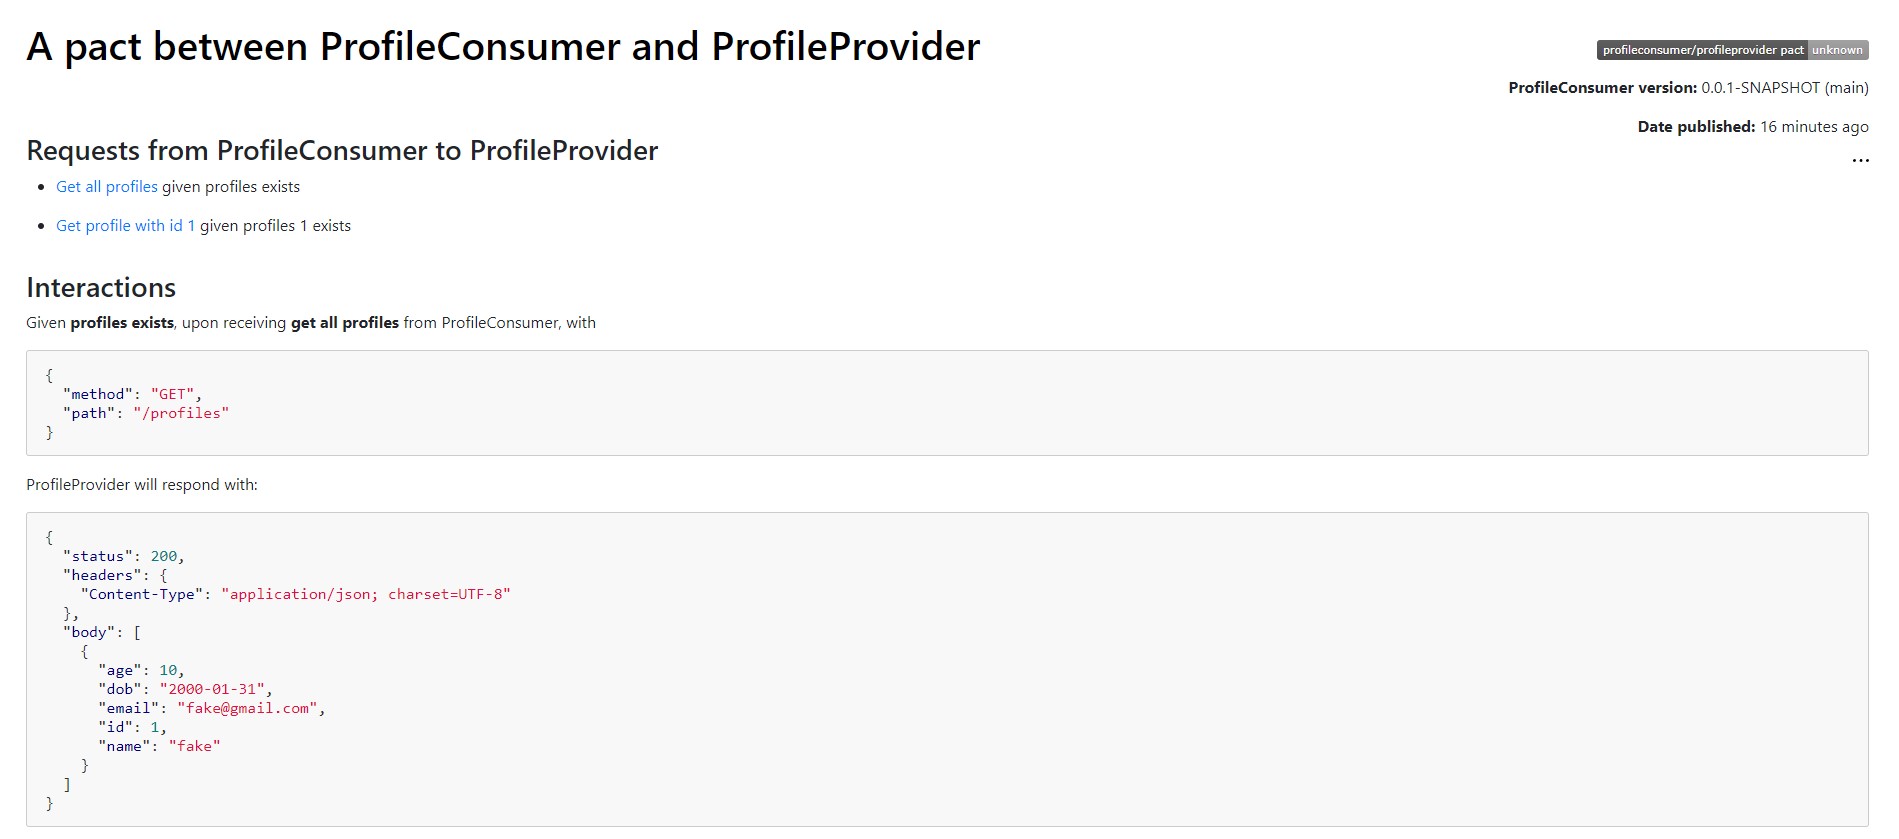 A pact between ProfileConsumer and ProfileProvider
profileconsumer/profileprovider pact unknown
ProfileConsumer version: 0.0.1-SNAPSHOT (main)
Date published: 16 minutes ago
...
Requests from ProfileConsumer to ProfileProvider
• Get all profiles given profiles exists
• Get profile with id 1 given profiles 1 exists
Interactions
Given profiles exists, upon receiving get all profiles from ProfileConsumer, with
{
  "method": "GET",
  "path": "/profiles"
}
ProfileProvider will respond with:
{
  "status": 200,
  "headers": {
    "Content-Type": "application/json; charset=UTF-8"
  },
  "body": [
    {
      "age": 10,
      "dob": "2000-01-31",
      "email": "fake@gmail.com",
      "id": 1,
      "name": "fake"
    }
  ]
}